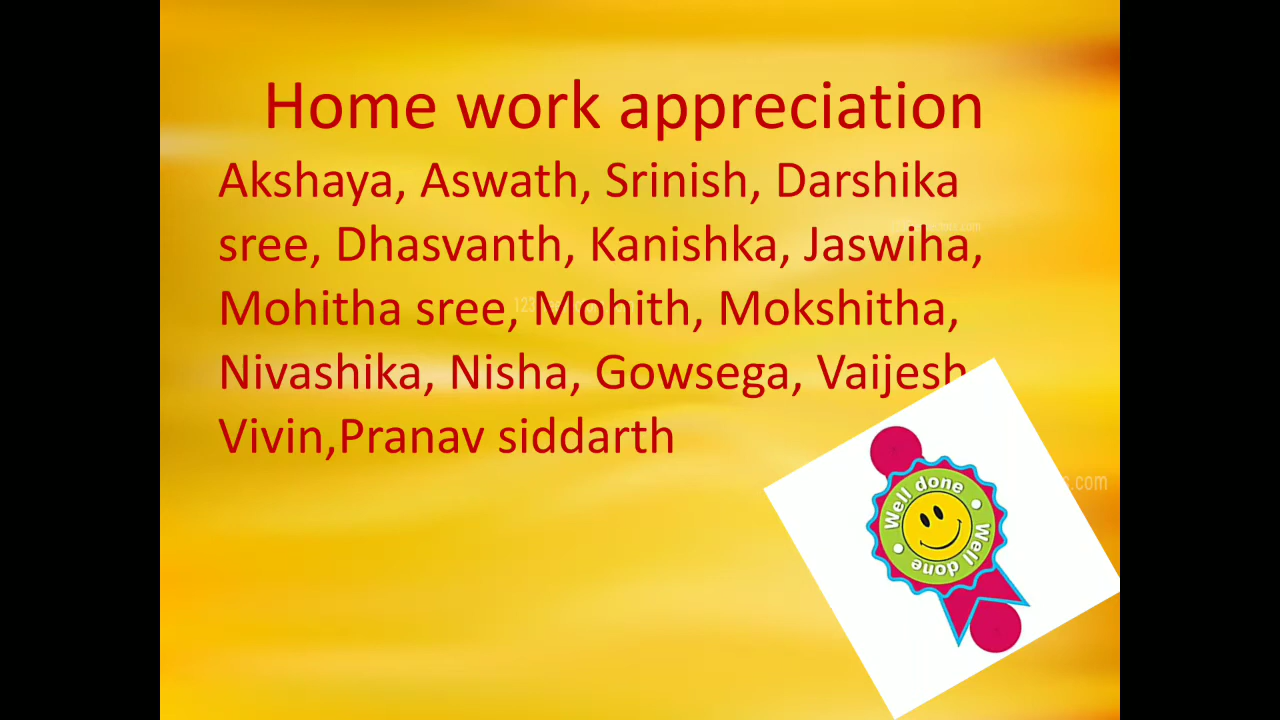 Home work appreciation
Akshaya, Aswath, Srinish, Darshika
sree, Dhasvanth, Kanishka, Jaswiha,
Mohitha sree, Mohith, Mokshitha,
Nivashika, Nisha, Gowsega, Vaijesh
Vivin,Pranav siddarth
Well done
Well done